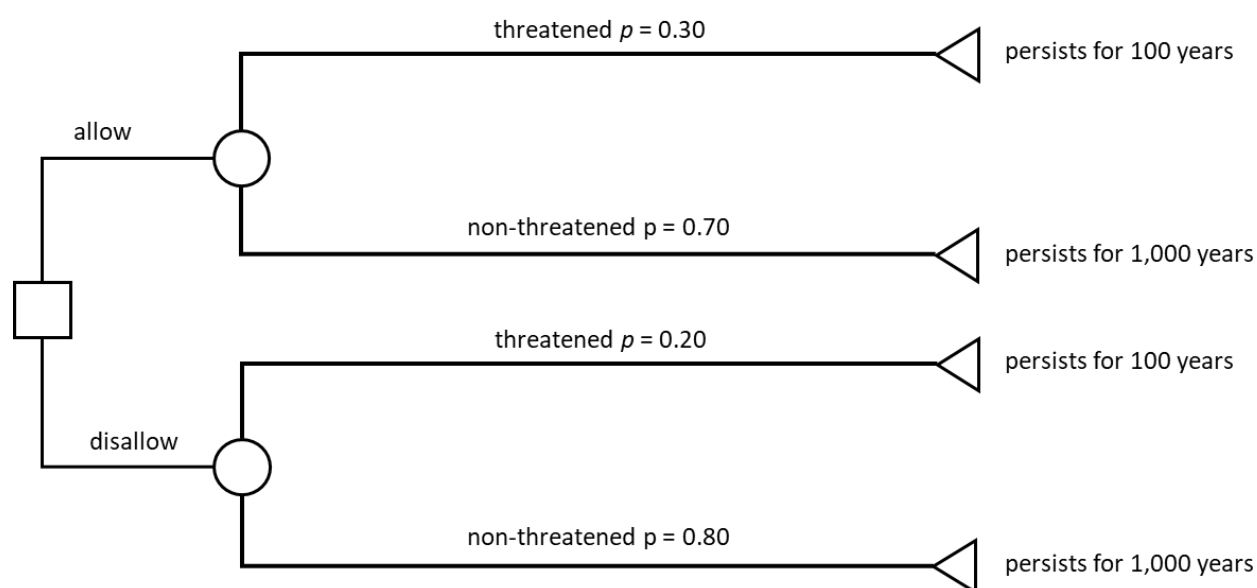 threatened p = 0.30
persists for 100 years
allow
non-threatened p = 0.70
persists for 1,000 years
threatened p = 0.20
persists for 100 years
disallow
non-threatened p = 0.80
persists for 1,000 years